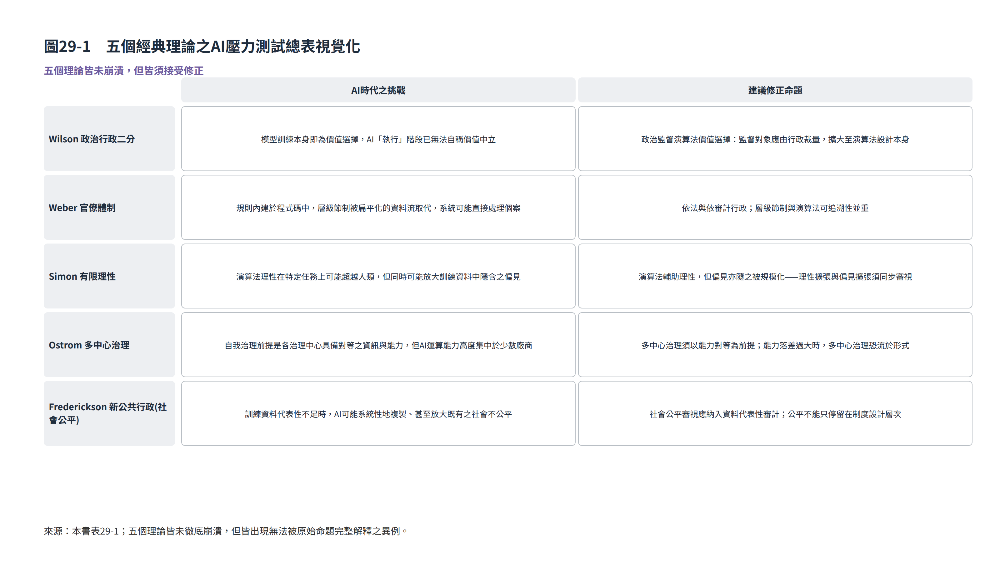 圖29-1　五個經典理論之AI壓力測試總表視覺化
五個理論皆未崩潰，但皆須接受修正
AI時代之挑戰
建議修正命題
Wilson 政治行政二分
模型訓練本身即為價值選擇，AI「執行」階段已無法自稱價值中立
政治監督演算法價值選擇：監督對象應由行政裁量，擴大至演算法設計本身
Weber 官僚體制
規則內建於程式碼中，層級節制被扁平化的資料流取代，系統可能直接處理個案
依法與依審計行政；層級節制與演算法可追溯性並重
Simon 有限理性
演算法理性在特定任務上可能超越人類，但同時可能放大訓練資料中隱含之偏見
演算法輔助理性，但偏見亦隨之被規模化——理性擴張與偏見擴張須同步審視
Ostrom 多中心治理
自我治理前提是各治理中心具備對等之資訊與能力，但AI運算能力高度集中於少數廠商
多中心治理須以能力對等為前提；能力落差過大時，多中心治理恐流於形式
Frederickson 新公共行政(社
會公平)
訓練資料代表性不足時，AI可能系統性地複製、甚至放大既有之社會不公平
社會公平審視應納入資料代表性審計；公平不能只停留在制度設計層次
來源：本書表29-1；五個理論皆未徹底崩潰，但皆出現無法被原始命題完整解釋之異例。